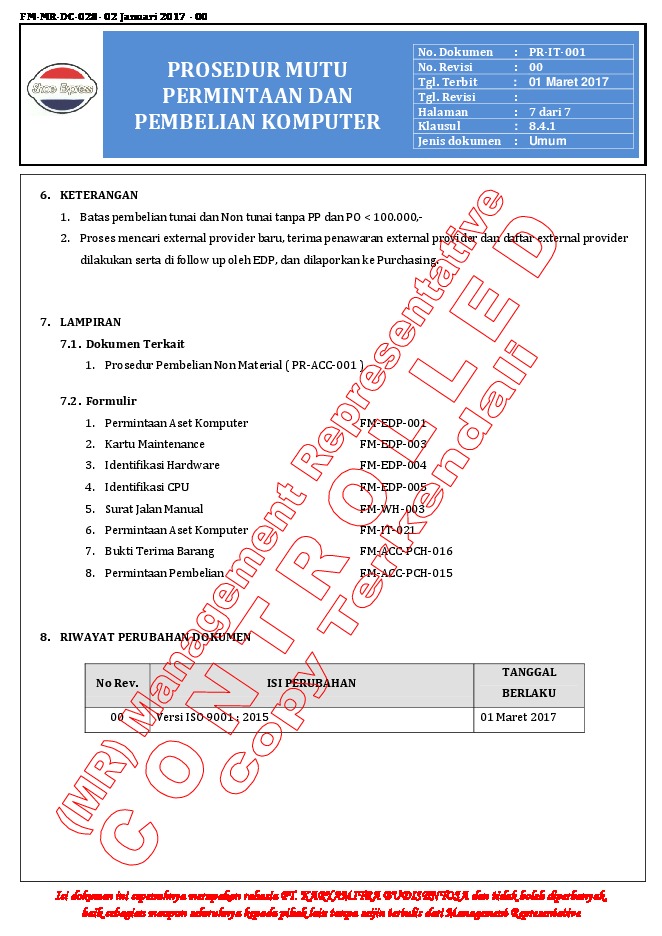 FM-MR-DC-028- 02 Januari 2017 - 00
Shoes Express
PROSEDUR MUTU
PERMINTAAN DAN
PEMBELIAN KOMPUTER
No. Dokumen : PR-IT-001
No. Revisi : 00
Tgl. Terbit : 01 Maret 2017
Tgl. Revisi :
Halaman : 7 dari 7
Klausul : 8.4.1
Jenis dokumen : Umum
6. KETERANGAN
1. Batas pembelian tunai dan Non tunai tanpa PP dan PO < 100.000,-
2. Proses mencari external provider baru, terima penawaran external provider dan daftar external provider
dilakukan serta di follow up oleh EDP, dan dilaporkan ke Purchasing.
7. LAMPIRAN
7.1. Dokumen Terkait
1. Prosedur Pembelian Non Material ( PR-ACC-001 )
7.2. Formulir
1. Permintaan Aset Komputer FM-EDP-001
2. Kartu Maintenance FM-EDP-003
3. Identifikasi Hardware FM-EDP-004
4. Identifikasi CPU FM-EDP-005
5. Surat Jalan Manual FM-WH-003
6. Permintaan Aset Komputer FM-IT-021
7. Bukti Terima Barang FM-ACC-PCH-016
8. Permintaan Pembelian FM-ACC-PCH-015
8. RIWAYAT PERUBAHAN DOKUMEN
No Rev. ISI PERUBAHAN TANGGAL
BERLAKU
00 Versi ISO 9001 : 2015 01 Maret 2017
(MR) Management Representative
CONTROLLED
Copy Terkendali
Isi dokumen ini sepenuhnya merupakan rahasia PT. KARYAMITRA BUDISENTOSA dan tidak boleh diperbanyak,
baik sebagian maupun seluruhnya kepada pihak lain tanpa seijin tertulis dari Management Representative